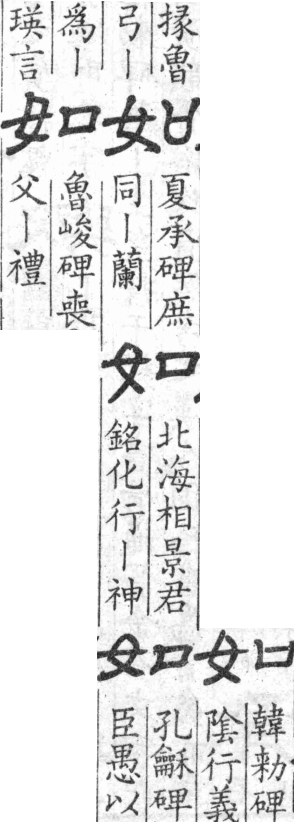 掾魯
弓丨
為丨
瑛言
如
如
夏承碑庶
同丨蘭
魯峻碑喪
父丨禮
如
北海相景君
銘化行丨神
如
如
韓勑碑
陰行義
孔龢碑
臣愚以